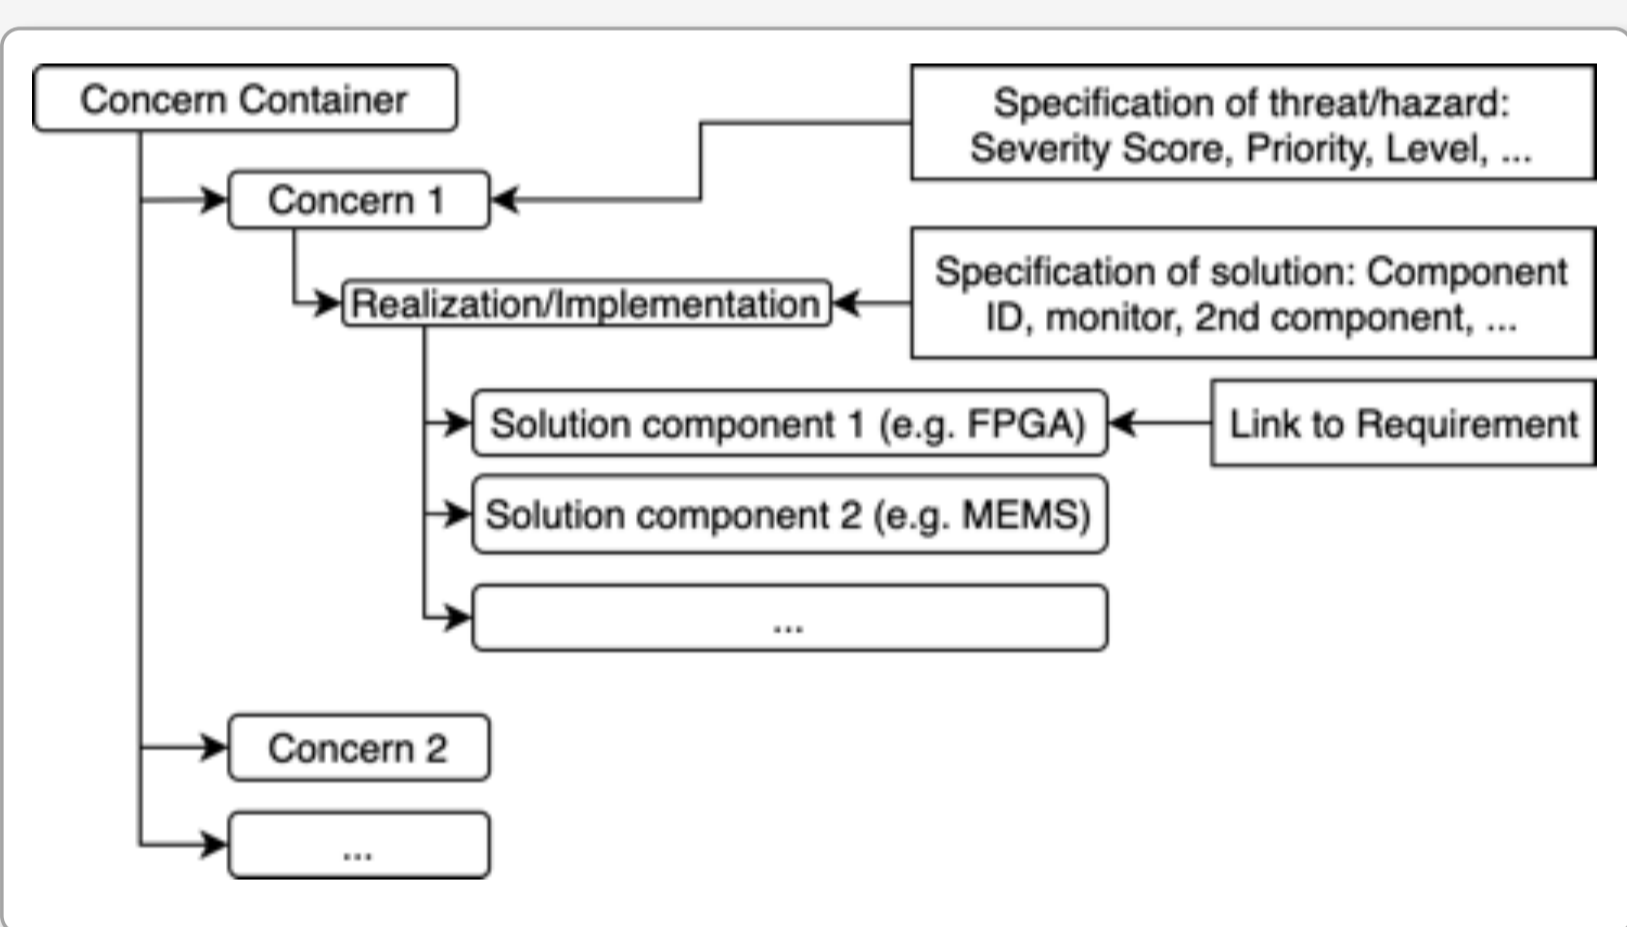 Concern Container
Specification of threat/hazard:
Severity Score, Priority, Level, ...
Concern 1
Specification of solution: Component
ID, monitor, 2nd component, ...
Realization/Implementation
Solution component 1 (e.g. FPGA)
Link to Requirement
Solution component 2 (e.g. MEMS)
...
Concern 2
...